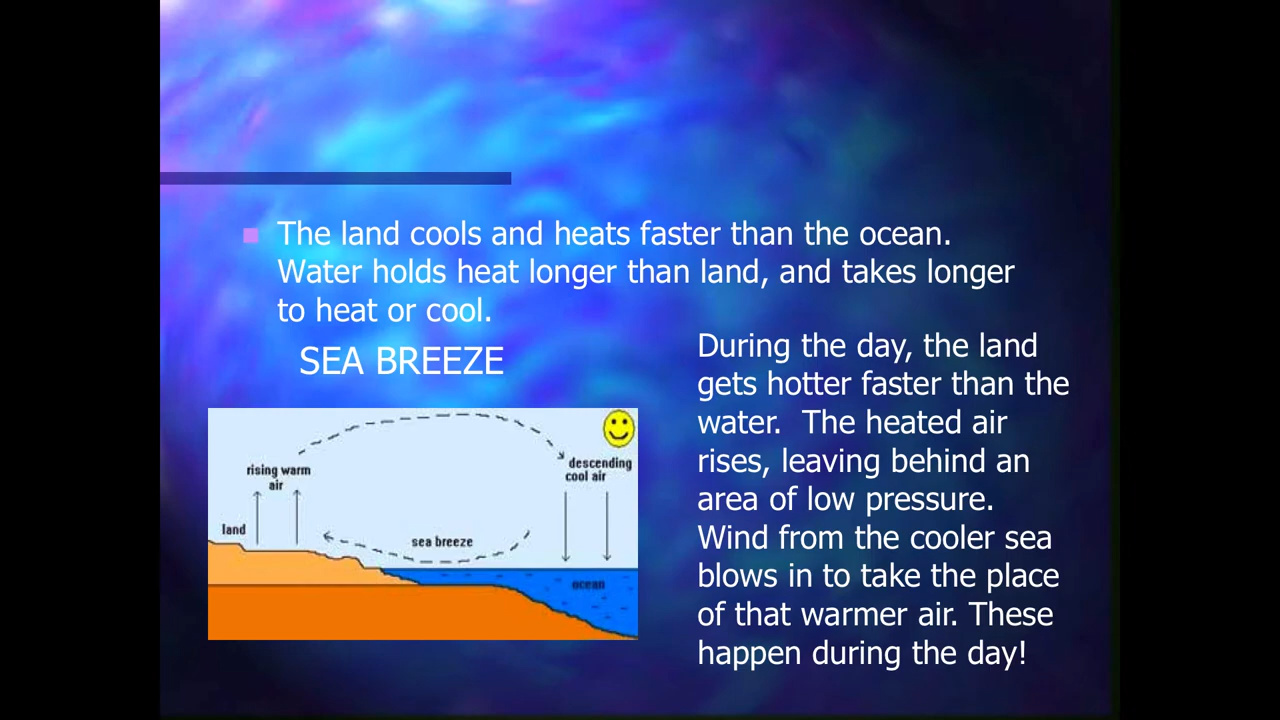 The land cools and heats faster than the ocean.
Water holds heat longer than land, and takes longer
to heat or cool.
SEA BREEZE
rising warm
air
descending
cool air
land
sea breeze
ocean
During the day, the land
gets hotter faster than the
water.  The heated air
rises, leaving behind an
area of low pressure.
Wind from the cooler sea
blows in to take the place
of that warmer air. These
happen during the day!